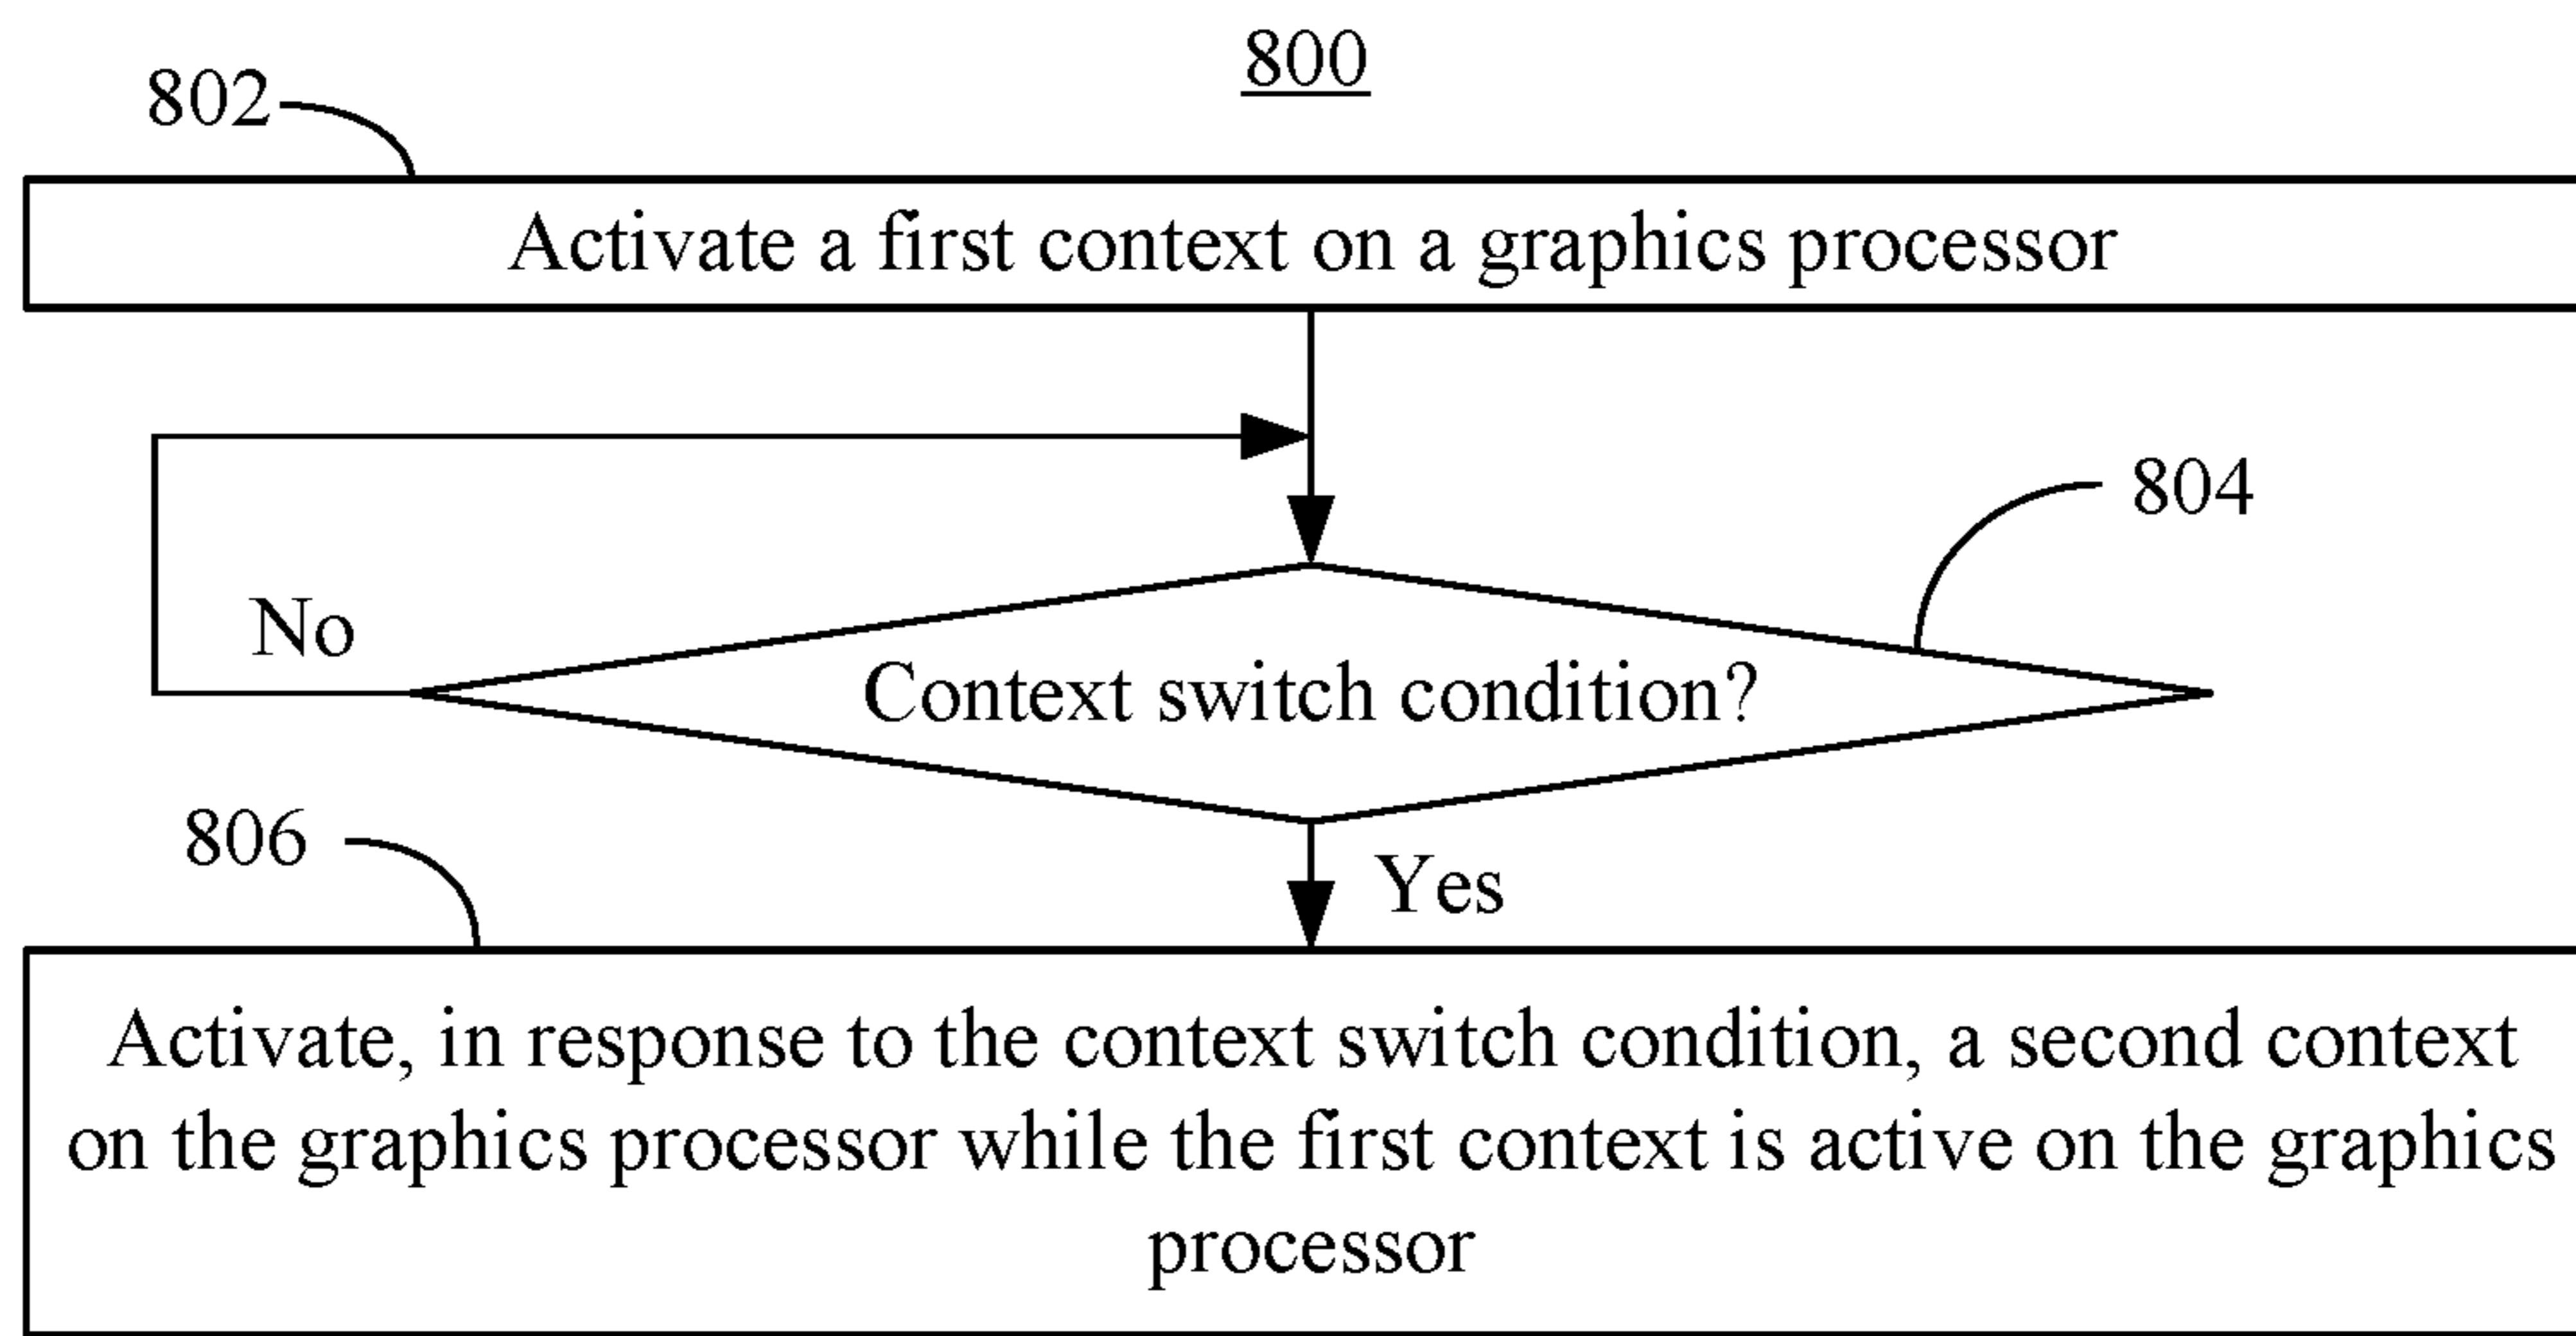 800
802
Activate a first context on a graphics processor
804
No
Context switch condition?
806
Yes
Activate, in response to the context switch condition, a second context
on the graphics processor while the first context is active on the graphics
processor